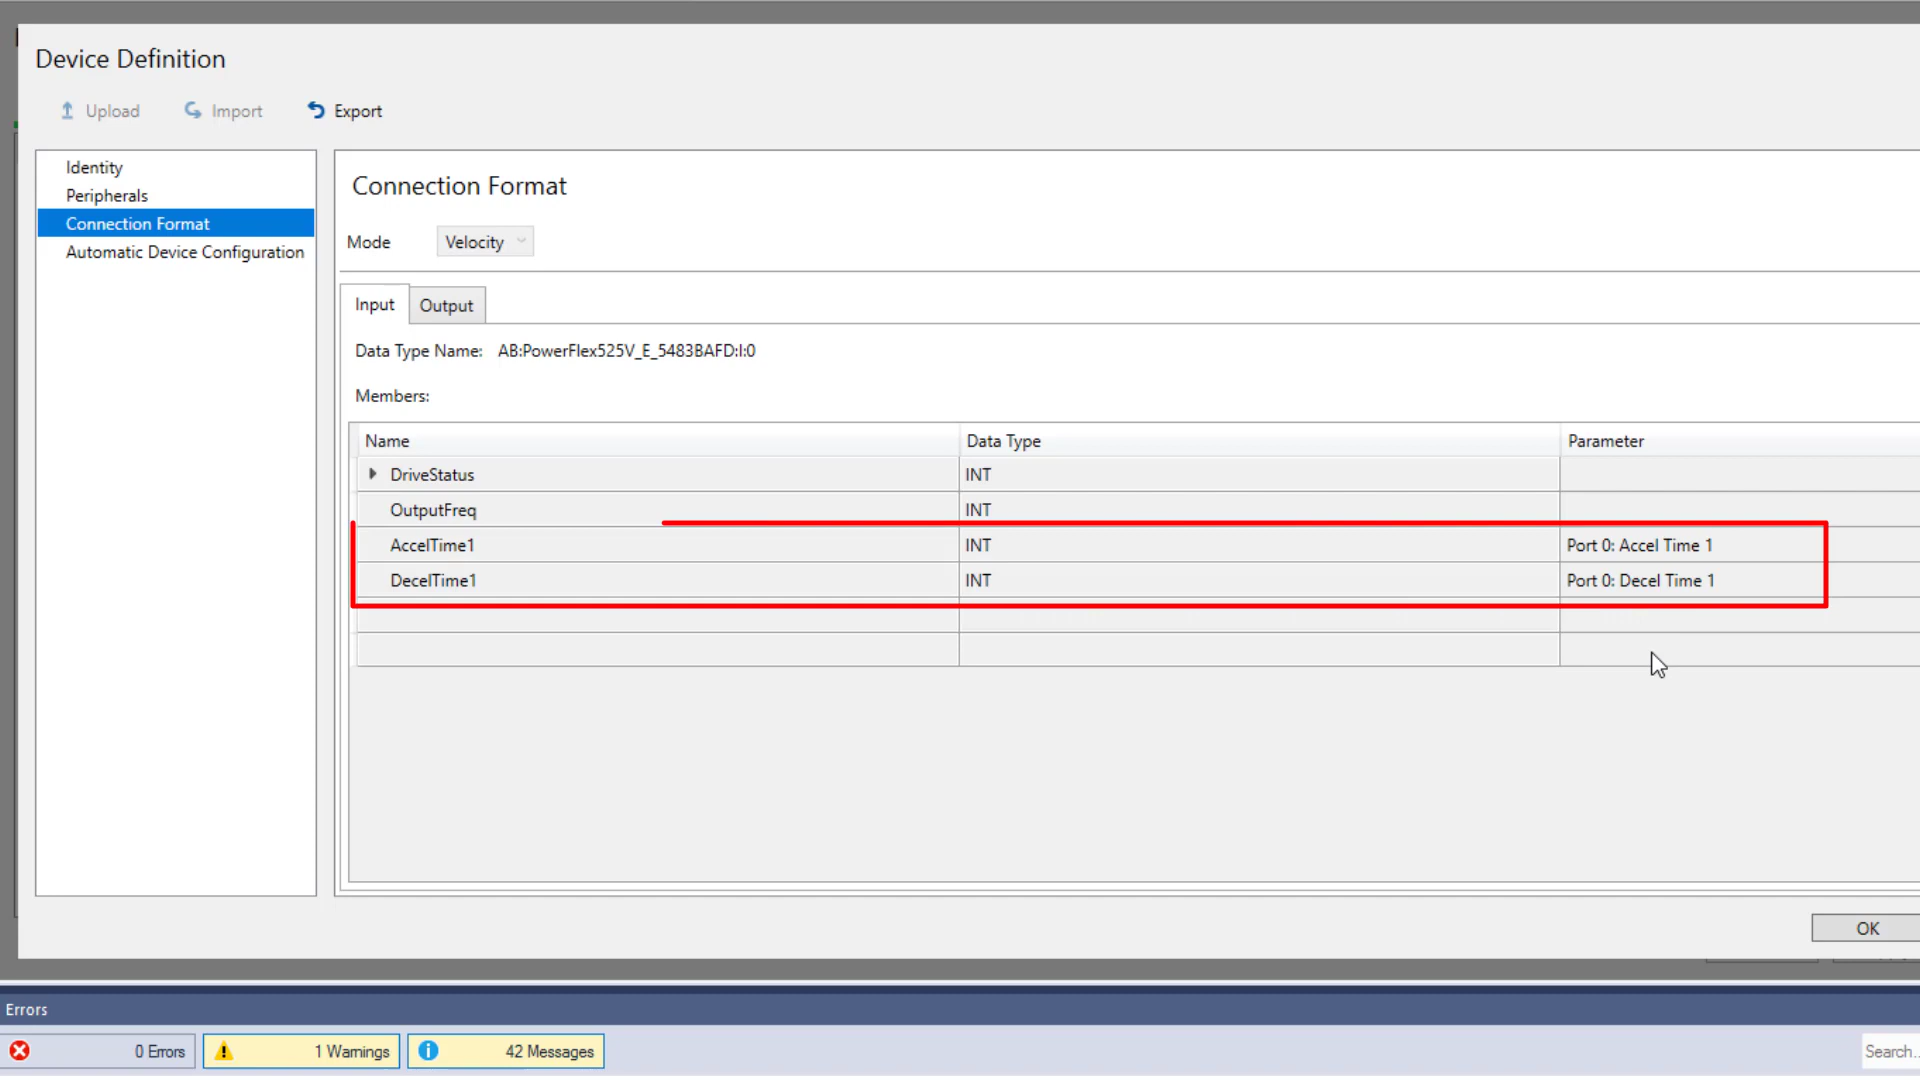 Device Definition
Upload Import Export
Identity
Peripherals
Connection Format
Automatic Device Configuration
Connection Format
Mode Velocity
Input Output
Data Type Name: AB:PowerFlex525V_E_5483BAFD:I:0
Members:
Name Data Type Parameter
DriveStatus INT
OutputFreq INT
AccelTime1 INT Port 0: Accel Time 1
DecelTime1 INT Port 0: Decel Time 1
OK
Errors
0 Errors 1 Warnings 42 Messages Search...